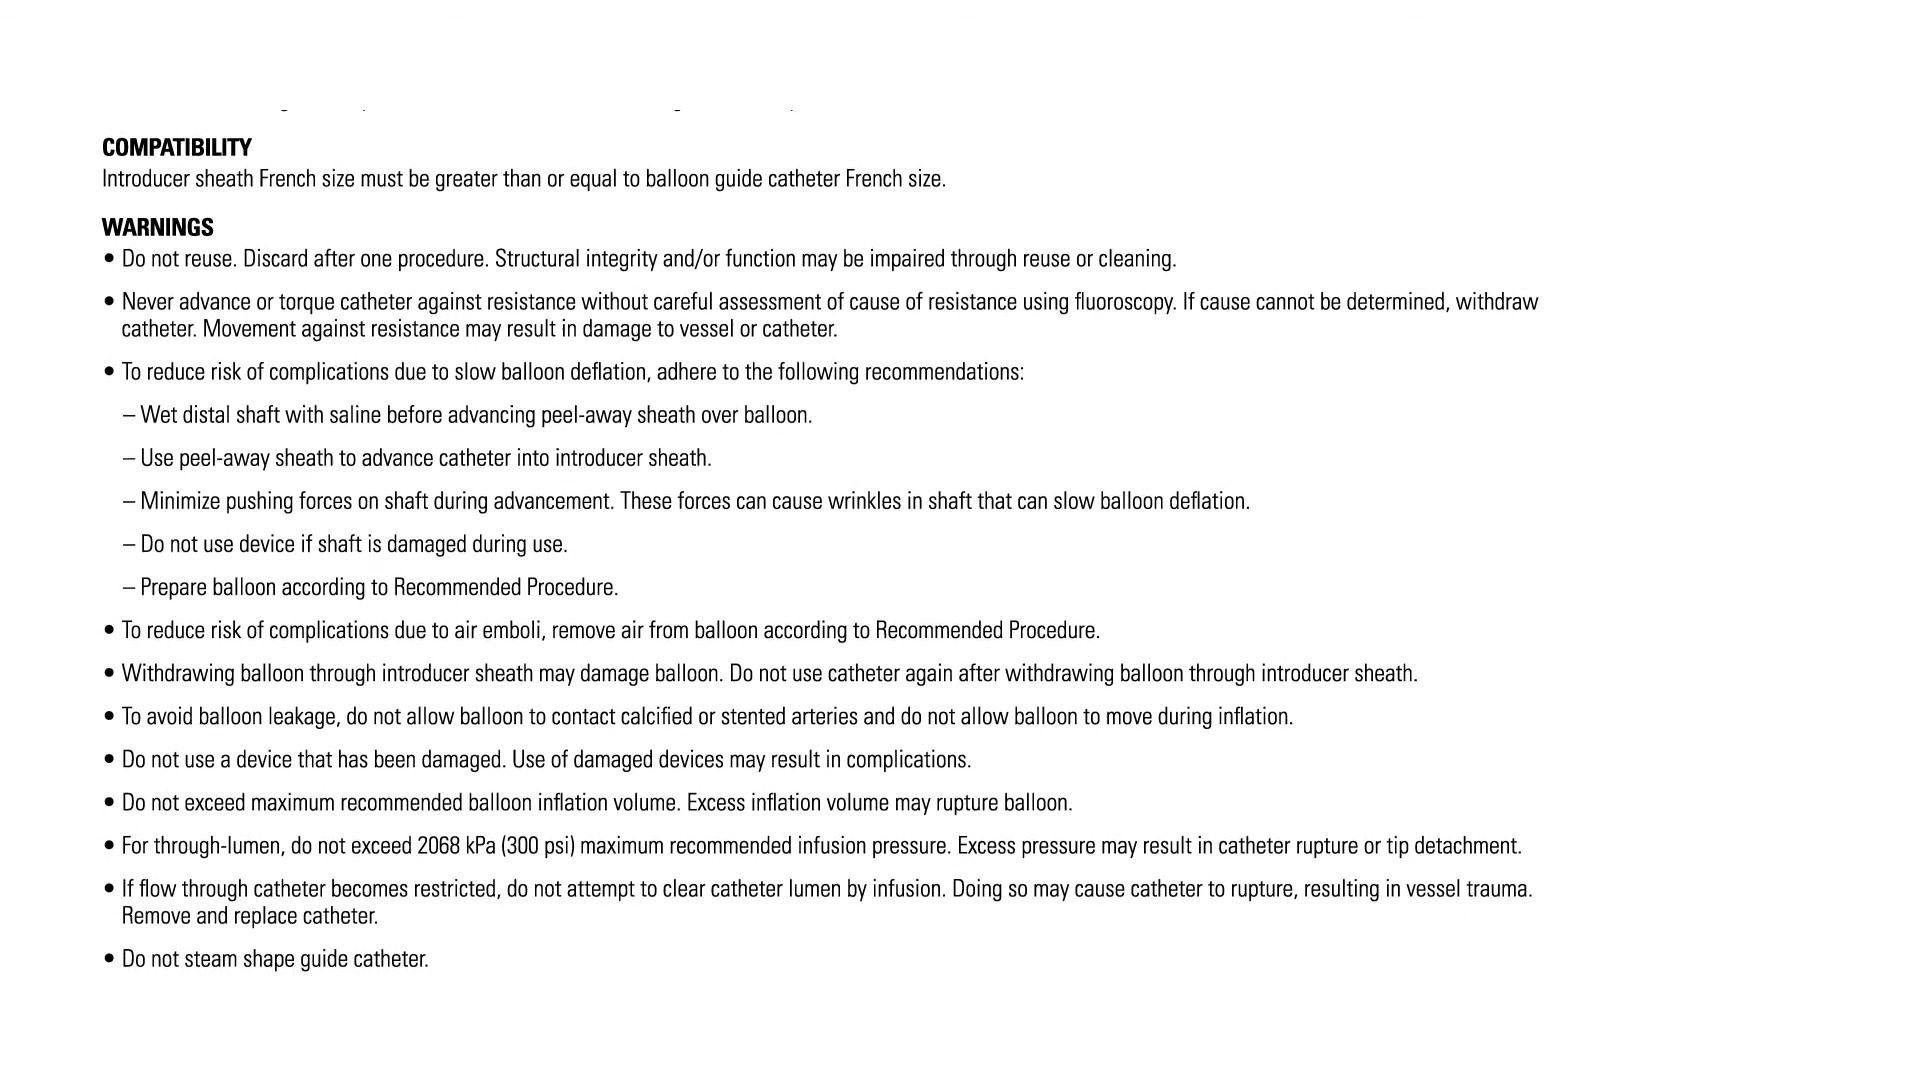 COMPATIBILITY
Introducer sheath French size must be greater than or equal to balloon guide catheter French size.
WARNINGS
• Do not reuse. Discard after one procedure. Structural integrity and/or function may be impaired through reuse or cleaning.
• Never advance or torque catheter against resistance without careful assessment of cause of resistance using fluoroscopy. If cause cannot be determined, withdraw
catheter. Movement against resistance may result in damage to vessel or catheter.
• To reduce risk of complications due to slow balloon deflation, adhere to the following recommendations:
– Wet distal shaft with saline before advancing peel-away sheath over balloon.
– Use peel-away sheath to advance catheter into introducer sheath.
– Minimize pushing forces on shaft during advancement. These forces can cause wrinkles in shaft that can slow balloon deflation.
– Do not use device if shaft is damaged during use.
– Prepare balloon according to Recommended Procedure.
• To reduce risk of complications due to air emboli, remove air from balloon according to Recommended Procedure.
• Withdrawing balloon through introducer sheath may damage balloon. Do not use catheter again after withdrawing balloon through introducer sheath.
• To avoid balloon leakage, do not allow balloon to contact calcified or stented arteries and do not allow balloon to move during inflation.
• Do not use a device that has been damaged. Use of damaged devices may result in complications.
• Do not exceed maximum recommended balloon inflation volume. Excess inflation volume may rupture balloon.
• For through-lumen, do not exceed 2068 kPa (300 psi) maximum recommended infusion pressure. Excess pressure may result in catheter rupture or tip detachment.
• If flow through catheter becomes restricted, do not attempt to clear catheter lumen by infusion. Doing so may cause catheter to rupture, resulting in vessel trauma.
Remove and replace catheter.
• Do not steam shape guide catheter.